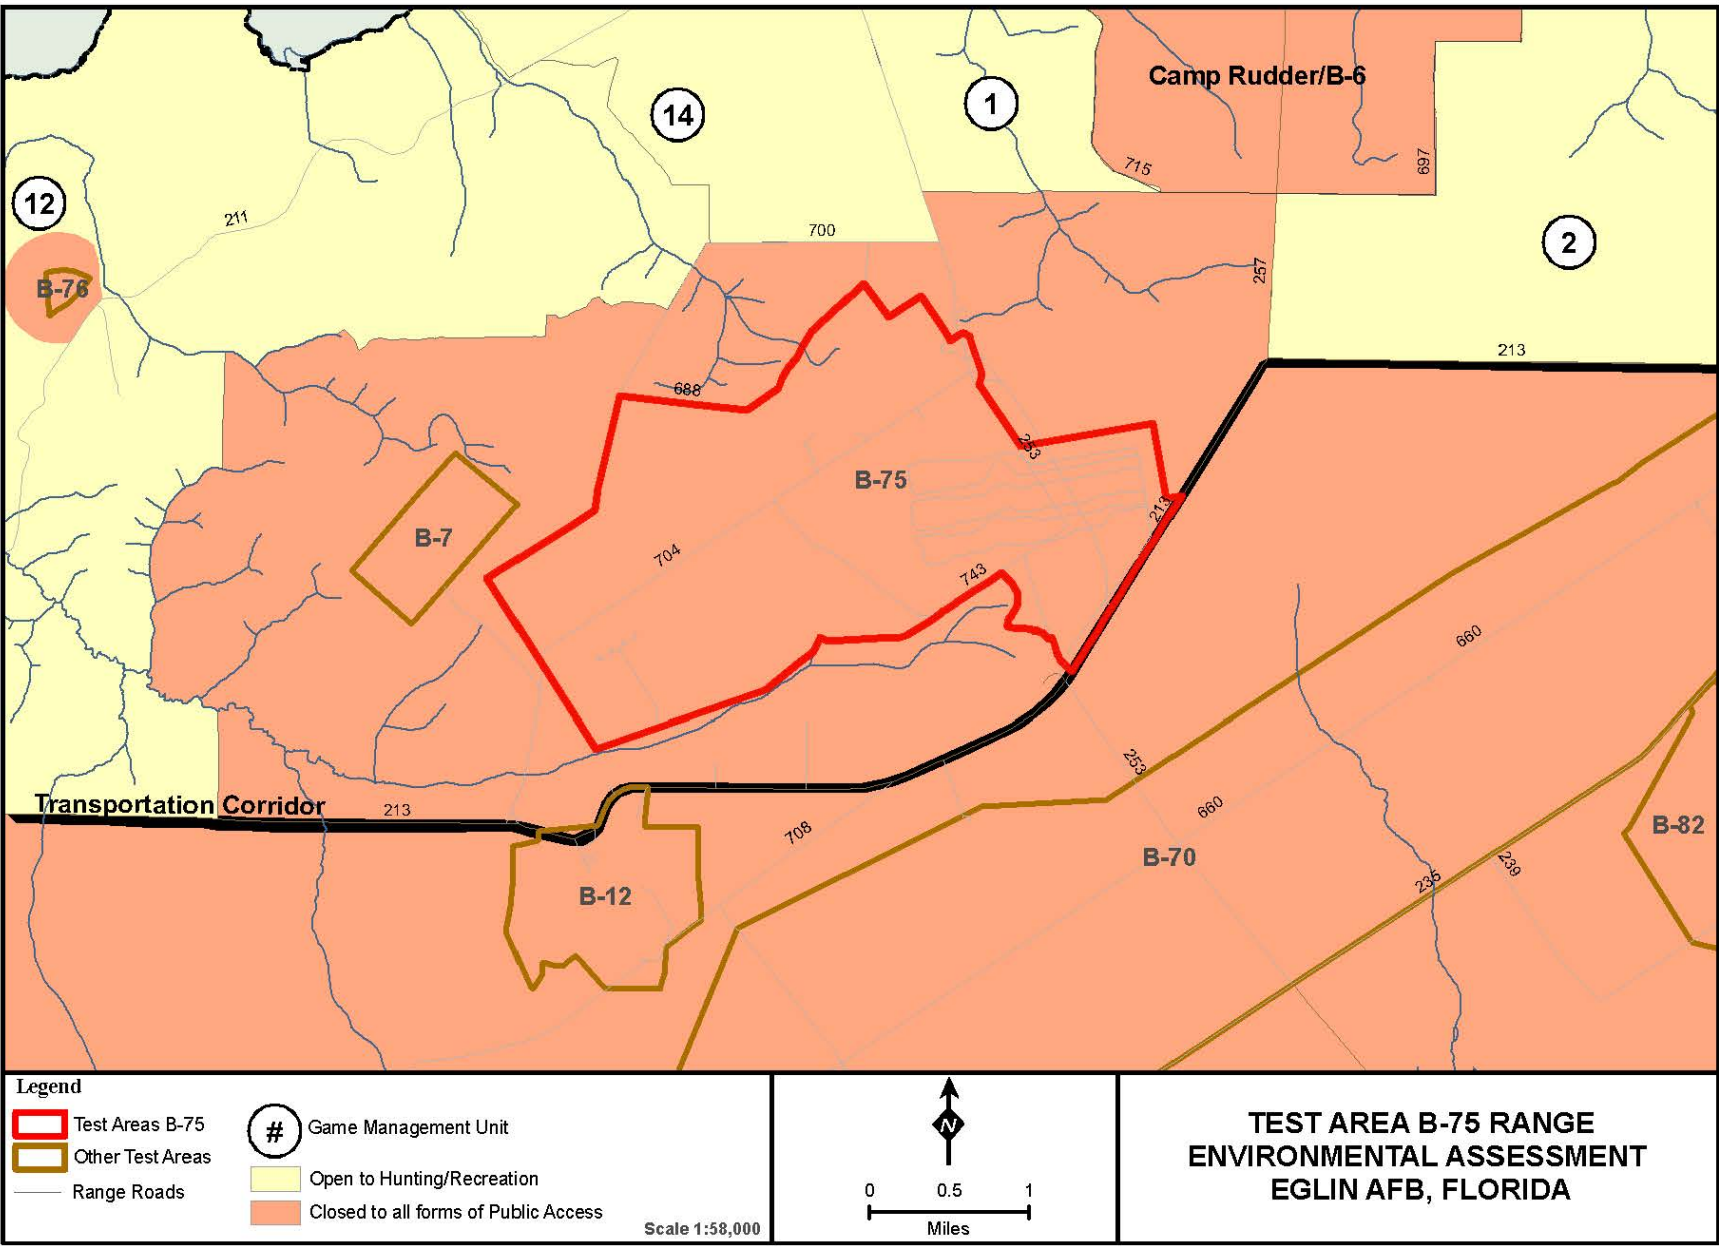 Camp Rudder/B-6
14
1
715
697
12
211
700
2
257
B-76
213
688
253
B-75
213
B-7
704
743
660
253
Transportation Corridor
213
708
660
B-82
B-70
239
235
B-12
Legend
Test Areas B-75
Other Test Areas
Range Roads
# Game Management Unit
Open to Hunting/Recreation
Closed to all forms of Public Access
Scale 1:58,000
N
0 0.5 1
Miles
TEST AREA B-75 RANGE
ENVIRONMENTAL ASSESSMENT
EGLIN AFB, FLORIDA